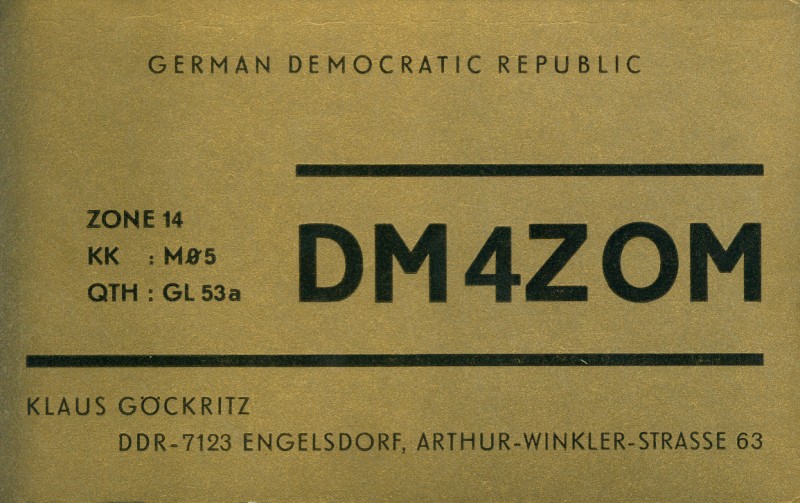 GERMAN DEMOCRATIC REPUBLIC
ZONE 14
KK : MØ5
QTH : GL 53a
DM4ZOM
KLAUS GÖCKRITZ
DDR-7123 ENGELSDORF, ARTHUR-WINKLER-STRASSE 63